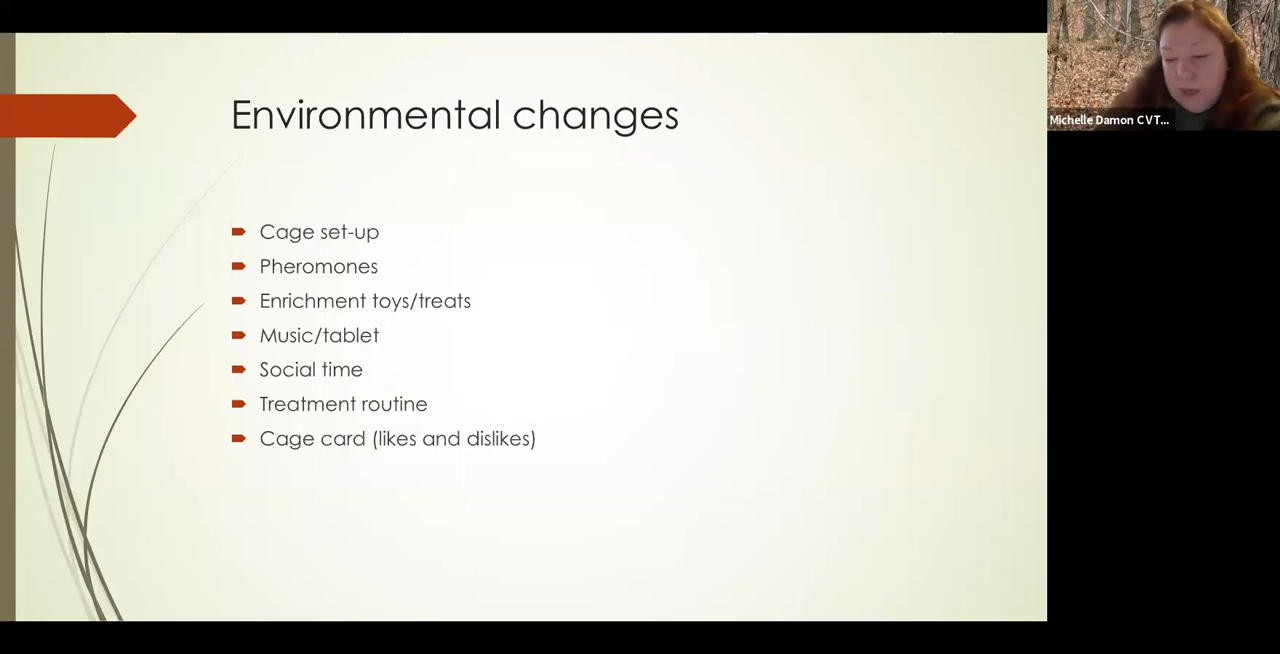 Environmental changes
Cage set-up
Pheromones
Enrichment toys/treats
Music/tablet
Social time
Treatment routine
Cage card (likes and dislikes)
Michelle Damon CVT...